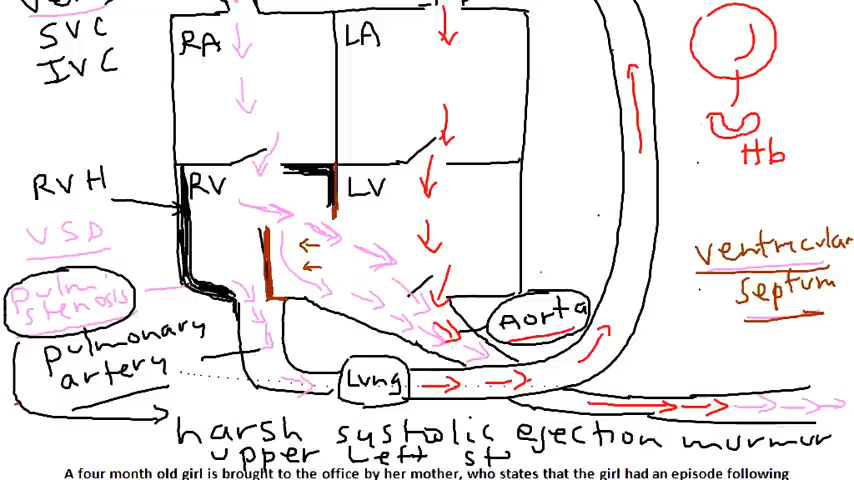 SVC
IVC
RA
LA
Hb
RVH
RV
LV
VSD
ventricular
septum
pulm
stenosis
Aorta
pulmonary
artery
Lung
harsh systolic ejection murmur
upper left st
A four month old girl is brought to the office by her mother, who states that the girl had an episode following